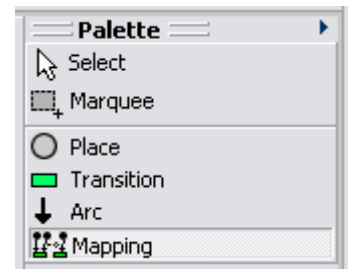 Palette
Select
Marquee
Place
Transition
Arc
Mapping